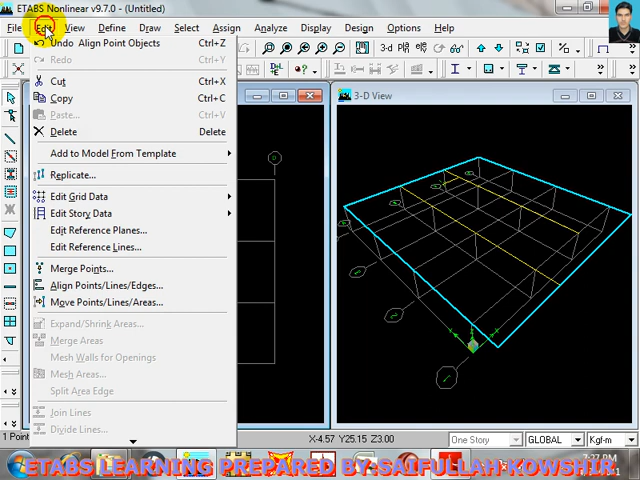 ETABS Nonlinear v9.7.0 - (Untitled)
File Edit View Define Draw Select Assign Analyze Display Design Options Help
Undo Align Point Objects Ctrl+Z
Redo Ctrl+Y
Cut Ctrl+X
Copy Ctrl+C
Paste... Ctrl+V
Delete Delete
Add to Model From Template
Replicate...
Edit Grid Data
Edit Story Data
Edit Reference Planes...
Edit Reference Lines...
Merge Points...
Align Points/Lines/Edges...
Move Points/Lines/Areas...
Expand/Shrink Areas...
Merge Areas
Mesh Walls for Openings
Mesh Areas...
Split Area Edge
Join Lines
Divide Lines...
3-d
3-D View
D
1
X-4.57 Y25.15 Z3.00
One Story
GLOBAL
Kgf-m
ETABS LEARNING PREPARED BY SAIFULLAH KOWSHIR